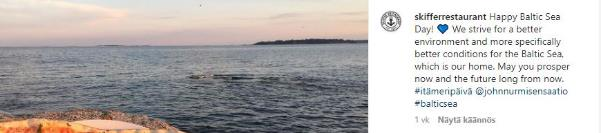 skifferrestaurant Happy Baltic Sea
Day! 💙 We strive for a better
environment and more specifically
better conditions for the Baltic Sea,
which is our home. May you prosper
now and the future long from now.
#itämeripäivä @johnnurmisensaatio
#balticsea
1 vk Näytä käännös